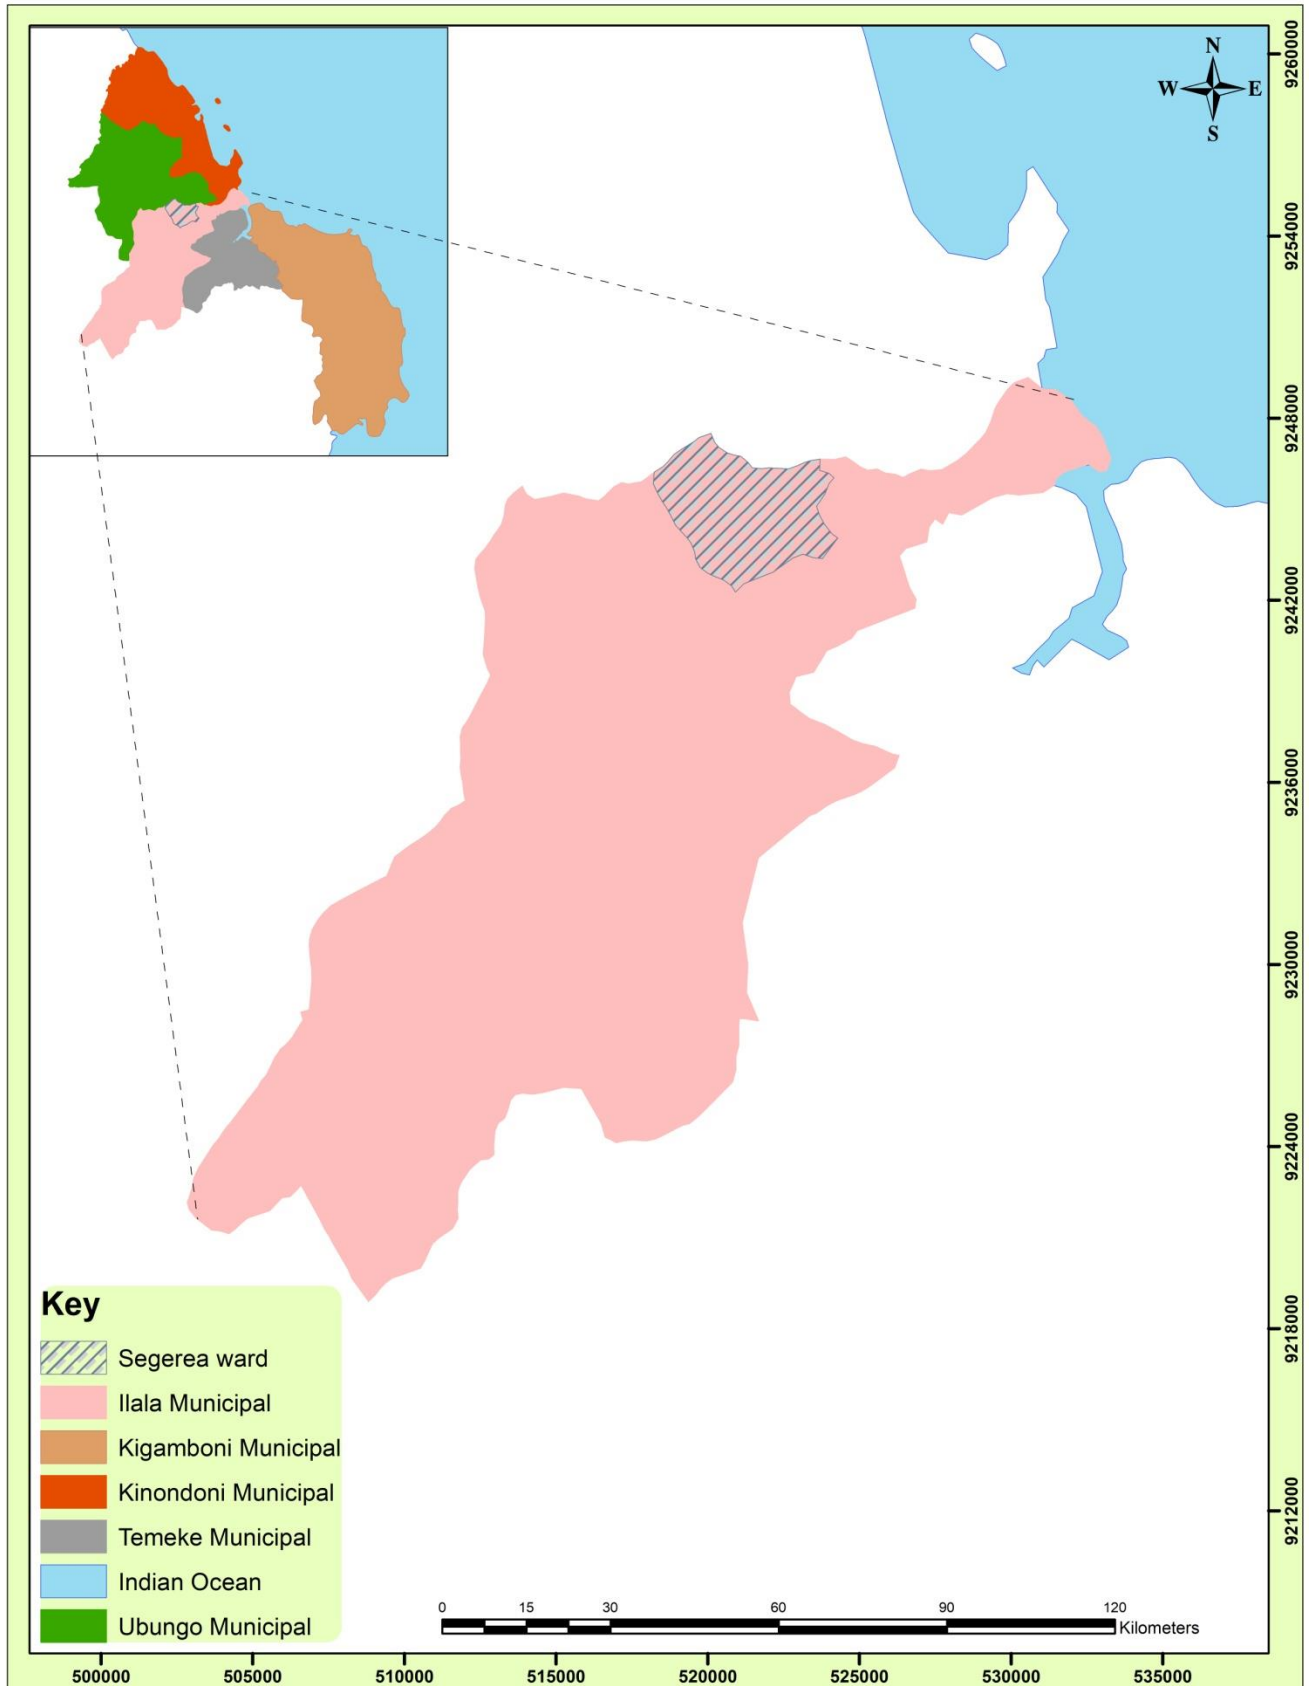 N
W E
S
9260000
9254000
9248000
9242000
9236000
9230000
9224000
9218000
9212000
Key
Segerea ward
Ilala Municipal
Kigamboni Municipal
Kinondoni Municipal
Temeke Municipal
Indian Ocean
Ubungo Municipal
0 15 30 60 90 120
Kilometers
500000 505000 510000 515000 520000 525000 530000 535000